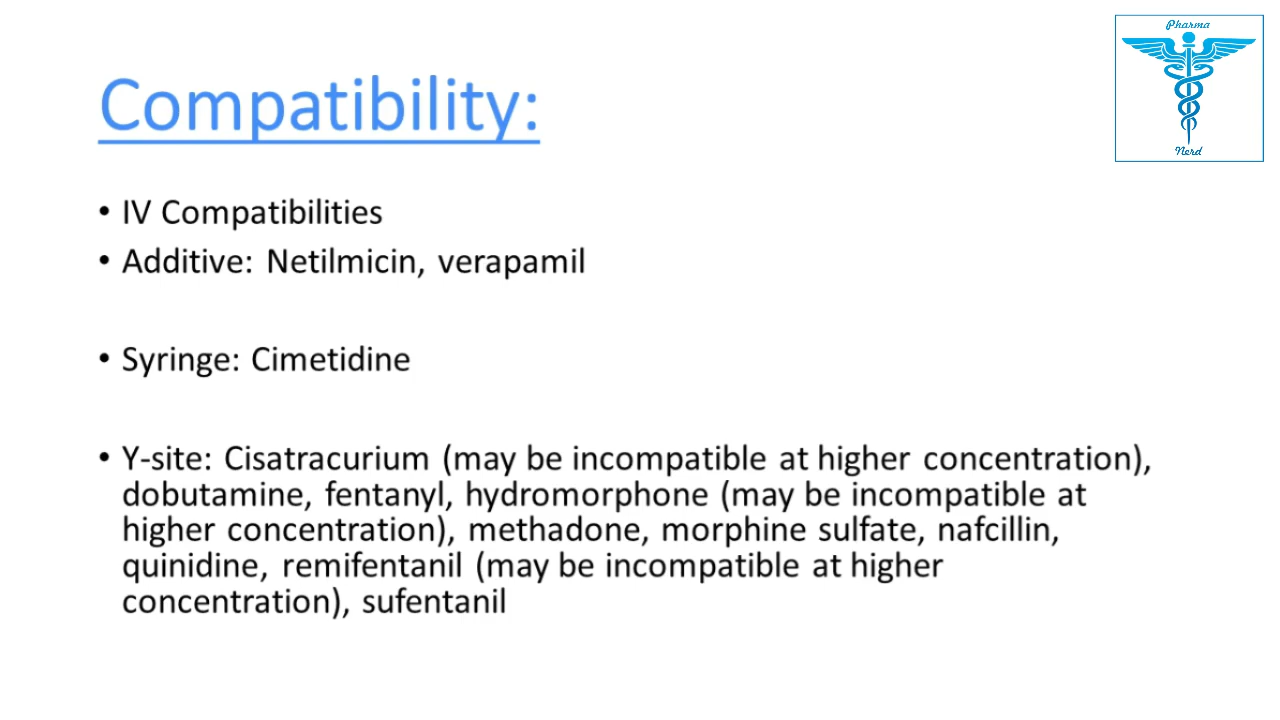 Pharma
Nerd
Compatibility:
• IV Compatibilities
• Additive: Netilmicin, verapamil
• Syringe: Cimetidine
• Y-site: Cisatracurium (may be incompatible at higher concentration),
dobutamine, fentanyl, hydromorphone (may be incompatible at
higher concentration), methadone, morphine sulfate, nafcillin,
quinidine, remifentanil (may be incompatible at higher
concentration), sufentanil